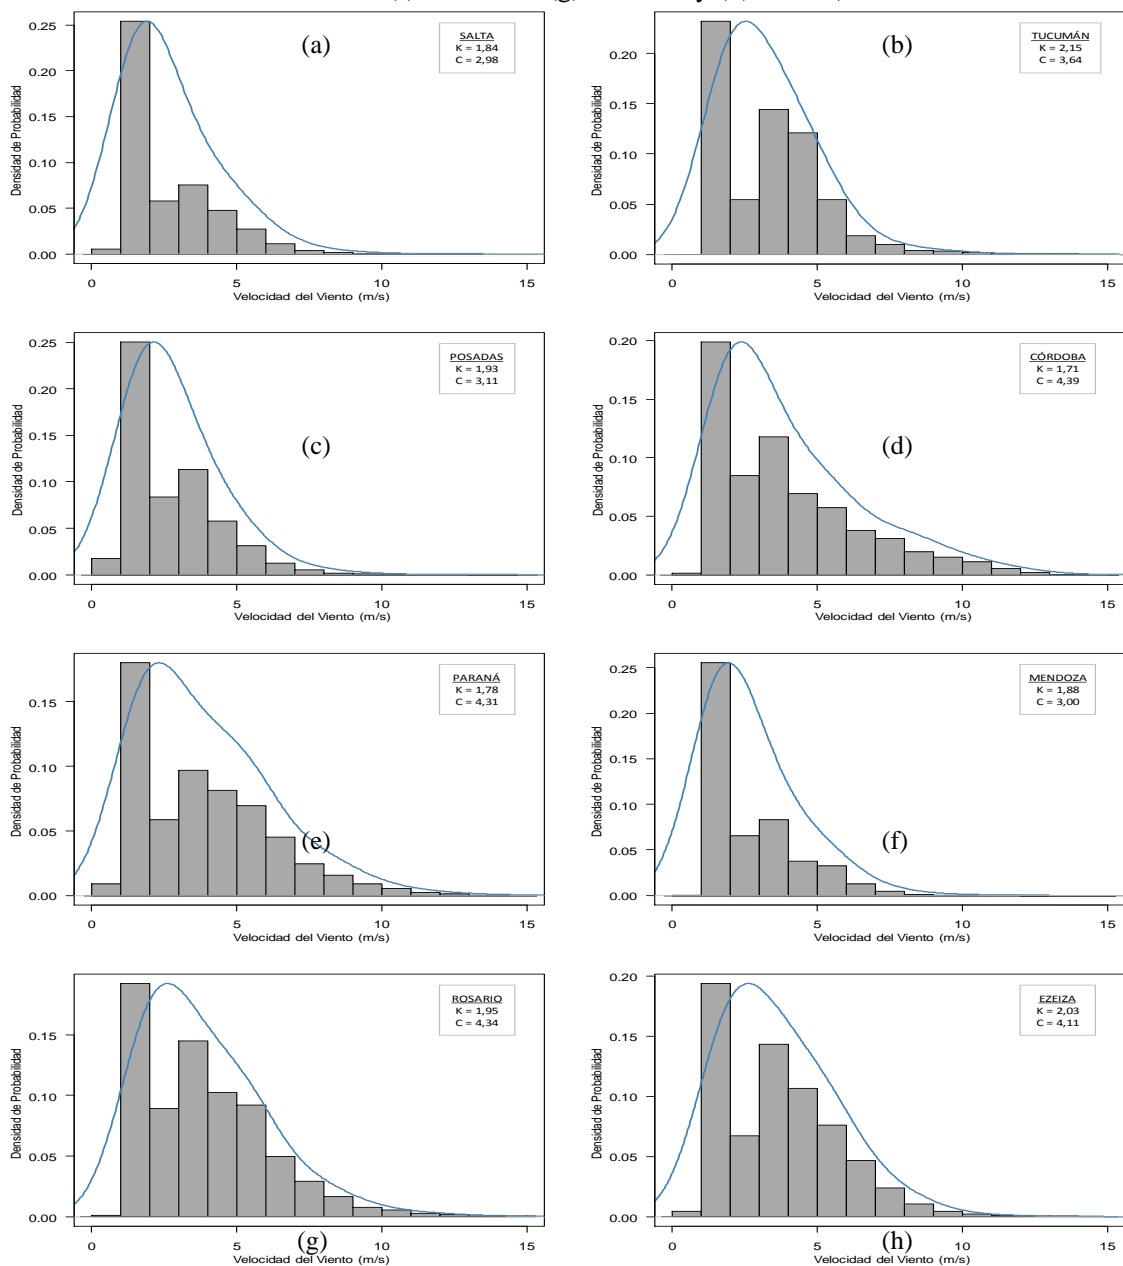 (a)
SALTA
K = 1,84
C = 2,98
Densidad de Probabilidad
0.25
0.20
0.15
0.10
0.05
0.00
0 5 10 15
Velocidad del Viento (m/s)
(b)
TUCUMÁN
K = 2,15
C = 3,64
Densidad de Probabilidad
0.20
0.15
0.10
0.05
0.00
0 5 10 15
Velocidad del Viento (m/s)
(c)
POSADAS
K = 1,93
C = 3,11
Densidad de Probabilidad
0.25
0.20
0.15
0.10
0.05
0.00
0 5 10 15
Velocidad del Viento (m/s)
(d)
CÓRDOBA
K = 1,71
C = 4,39
Densidad de Probabilidad
0.20
0.15
0.10
0.05
0.00
0 5 10 15
Velocidad del Viento (m/s)
(e)
PARANÁ
K = 1,78
C = 4,31
Densidad de Probabilidad
0.15
0.10
0.05
0.00
0 5 10 15
Velocidad del Viento (m/s)
(f)
MENDOZA
K = 1,88
C = 3,00
Densidad de Probabilidad
0.25
0.20
0.15
0.10
0.05
0.00
0 5 10 15
Velocidad del Viento (m/s)
ROSARIO
K = 1,95
C = 4,34
Densidad de Probabilidad
0.15
0.10
0.05
0.00
0 5 10 15
(g)
Velocidad del Viento (m/s)
EZEIZA
K = 2,03
C = 4,11
Densidad de Probabilidad
0.20
0.15
0.10
0.05
0.00
0 5 10 15
(h)
Velocidad del Viento (m/s)